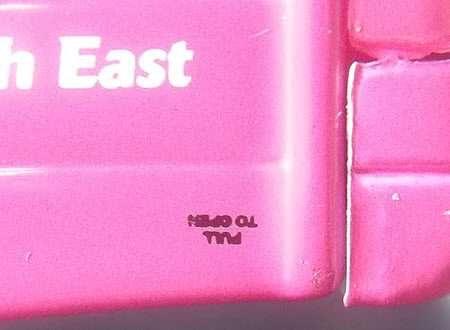 h East
PULL
TO OPEN